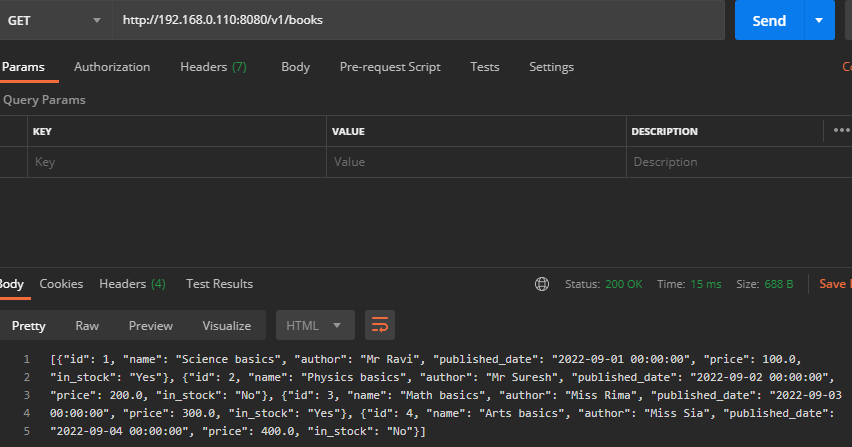 GET http://192.168.0.110:8080/v1/books Send
Params Authorization Headers (7) Body Pre-request Script Tests Settings
Query Params
KEY VALUE DESCRIPTION
Key Value Description
Body Cookies Headers (4) Test Results Status: 200 OK Time: 15 ms Size: 688 B Save
Pretty Raw Preview Visualize HTML
1 [{"id": 1, "name": "Science basics", "author": "Mr Ravi", "published_date": "2022-09-01 00:00:00", "price": 100.0,
2 "in_stock": "Yes"}, {"id": 2, "name": "Physics basics", "author": "Mr Suresh", "published_date": "2022-09-02 00:00:00",
3 "price": 200.0, "in_stock": "No"}, {"id": 3, "name": "Math basics", "author": "Miss Rima", "published_date": "2022-09-03
4 00:00:00", "price": 300.0, "in_stock": "Yes"}, {"id": 4, "name": "Arts basics", "author": "Miss Sia", "published_date":
5 "2022-09-04 00:00:00", "price": 400.0, "in_stock": "No"}]